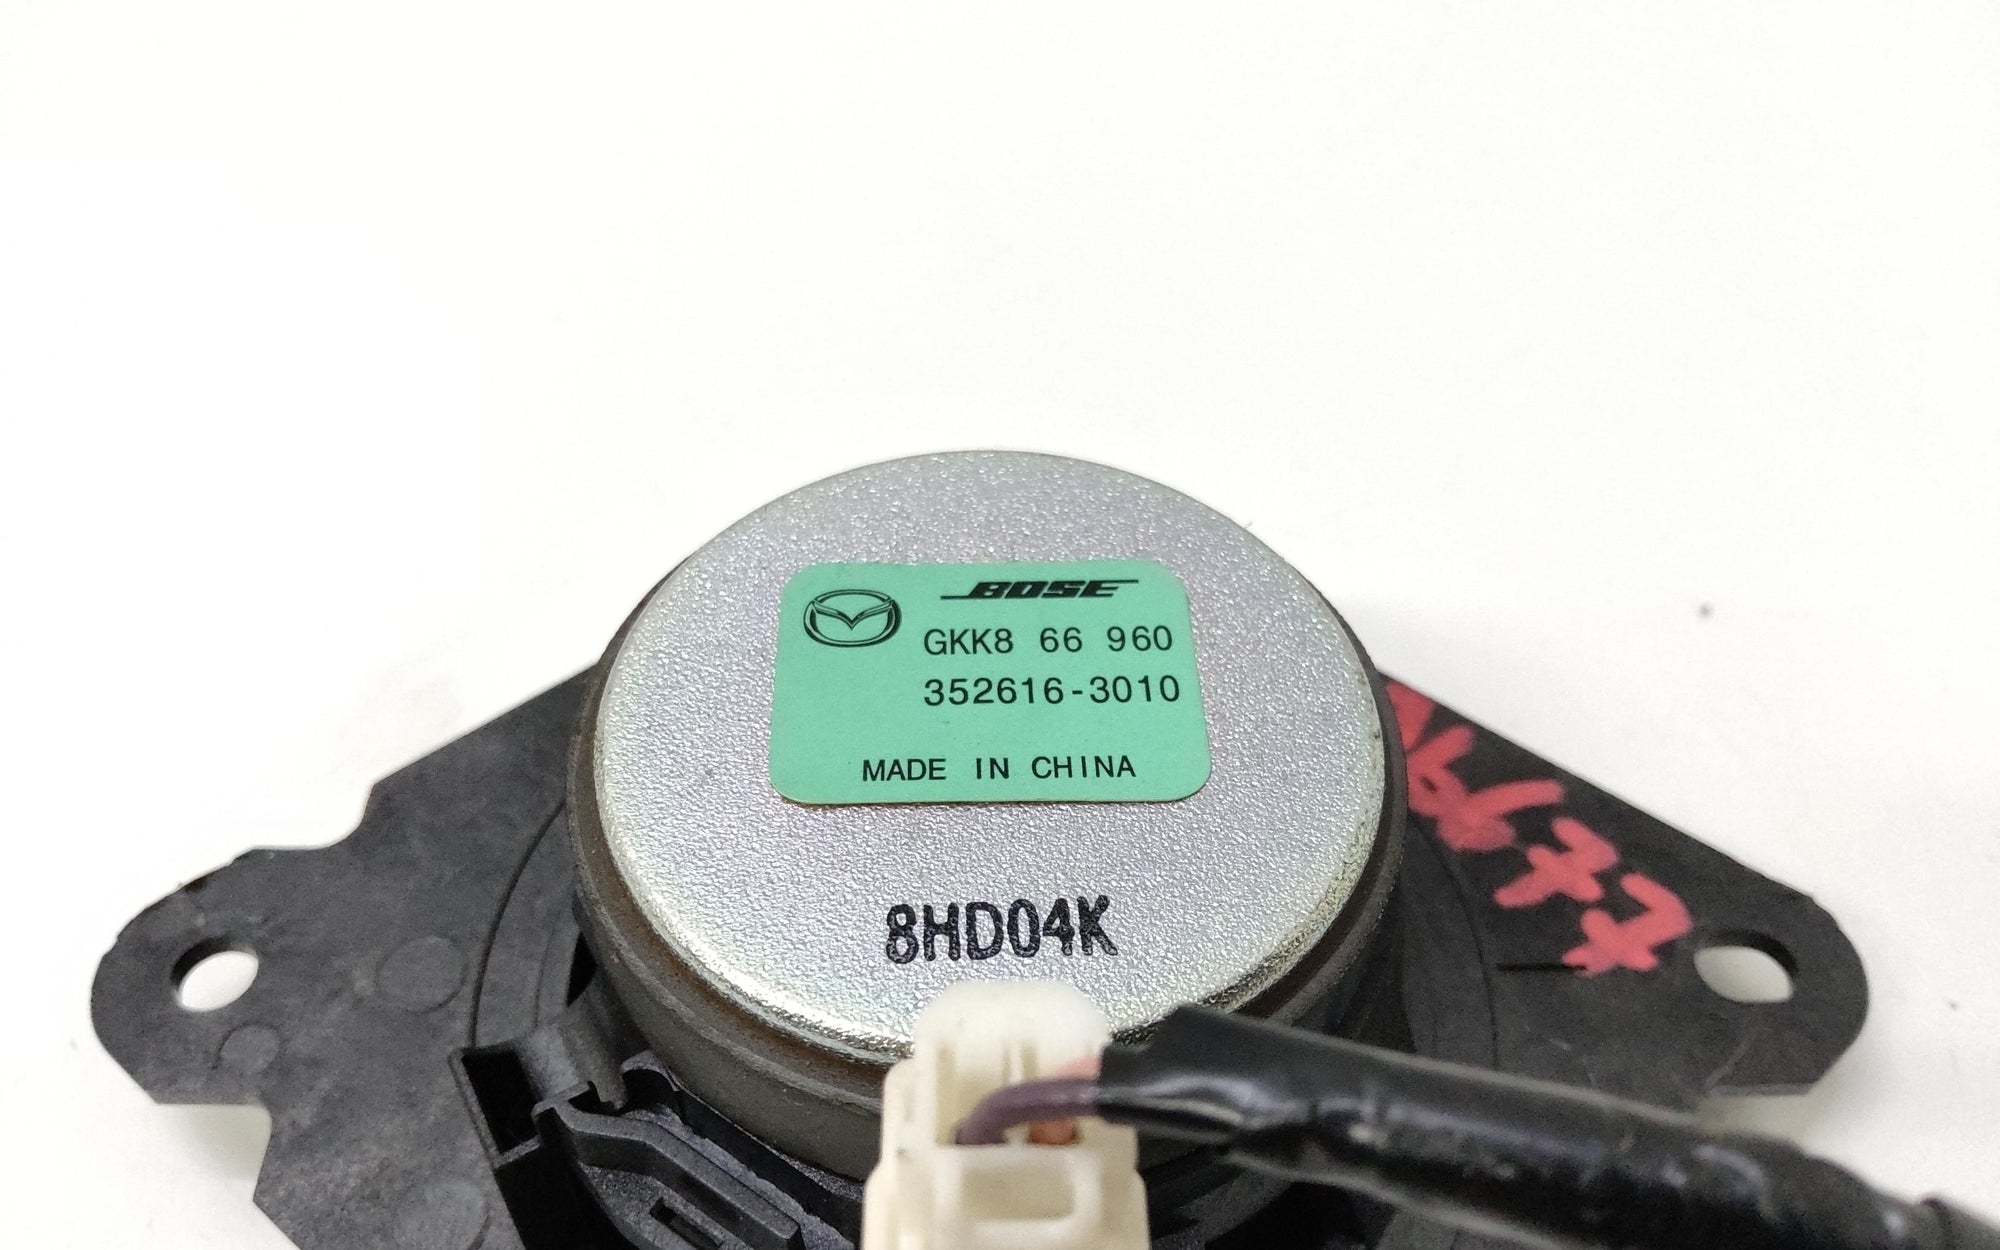 BOSE
GKK8 66 960
352616-3010
MADE IN CHINA
8HD04K